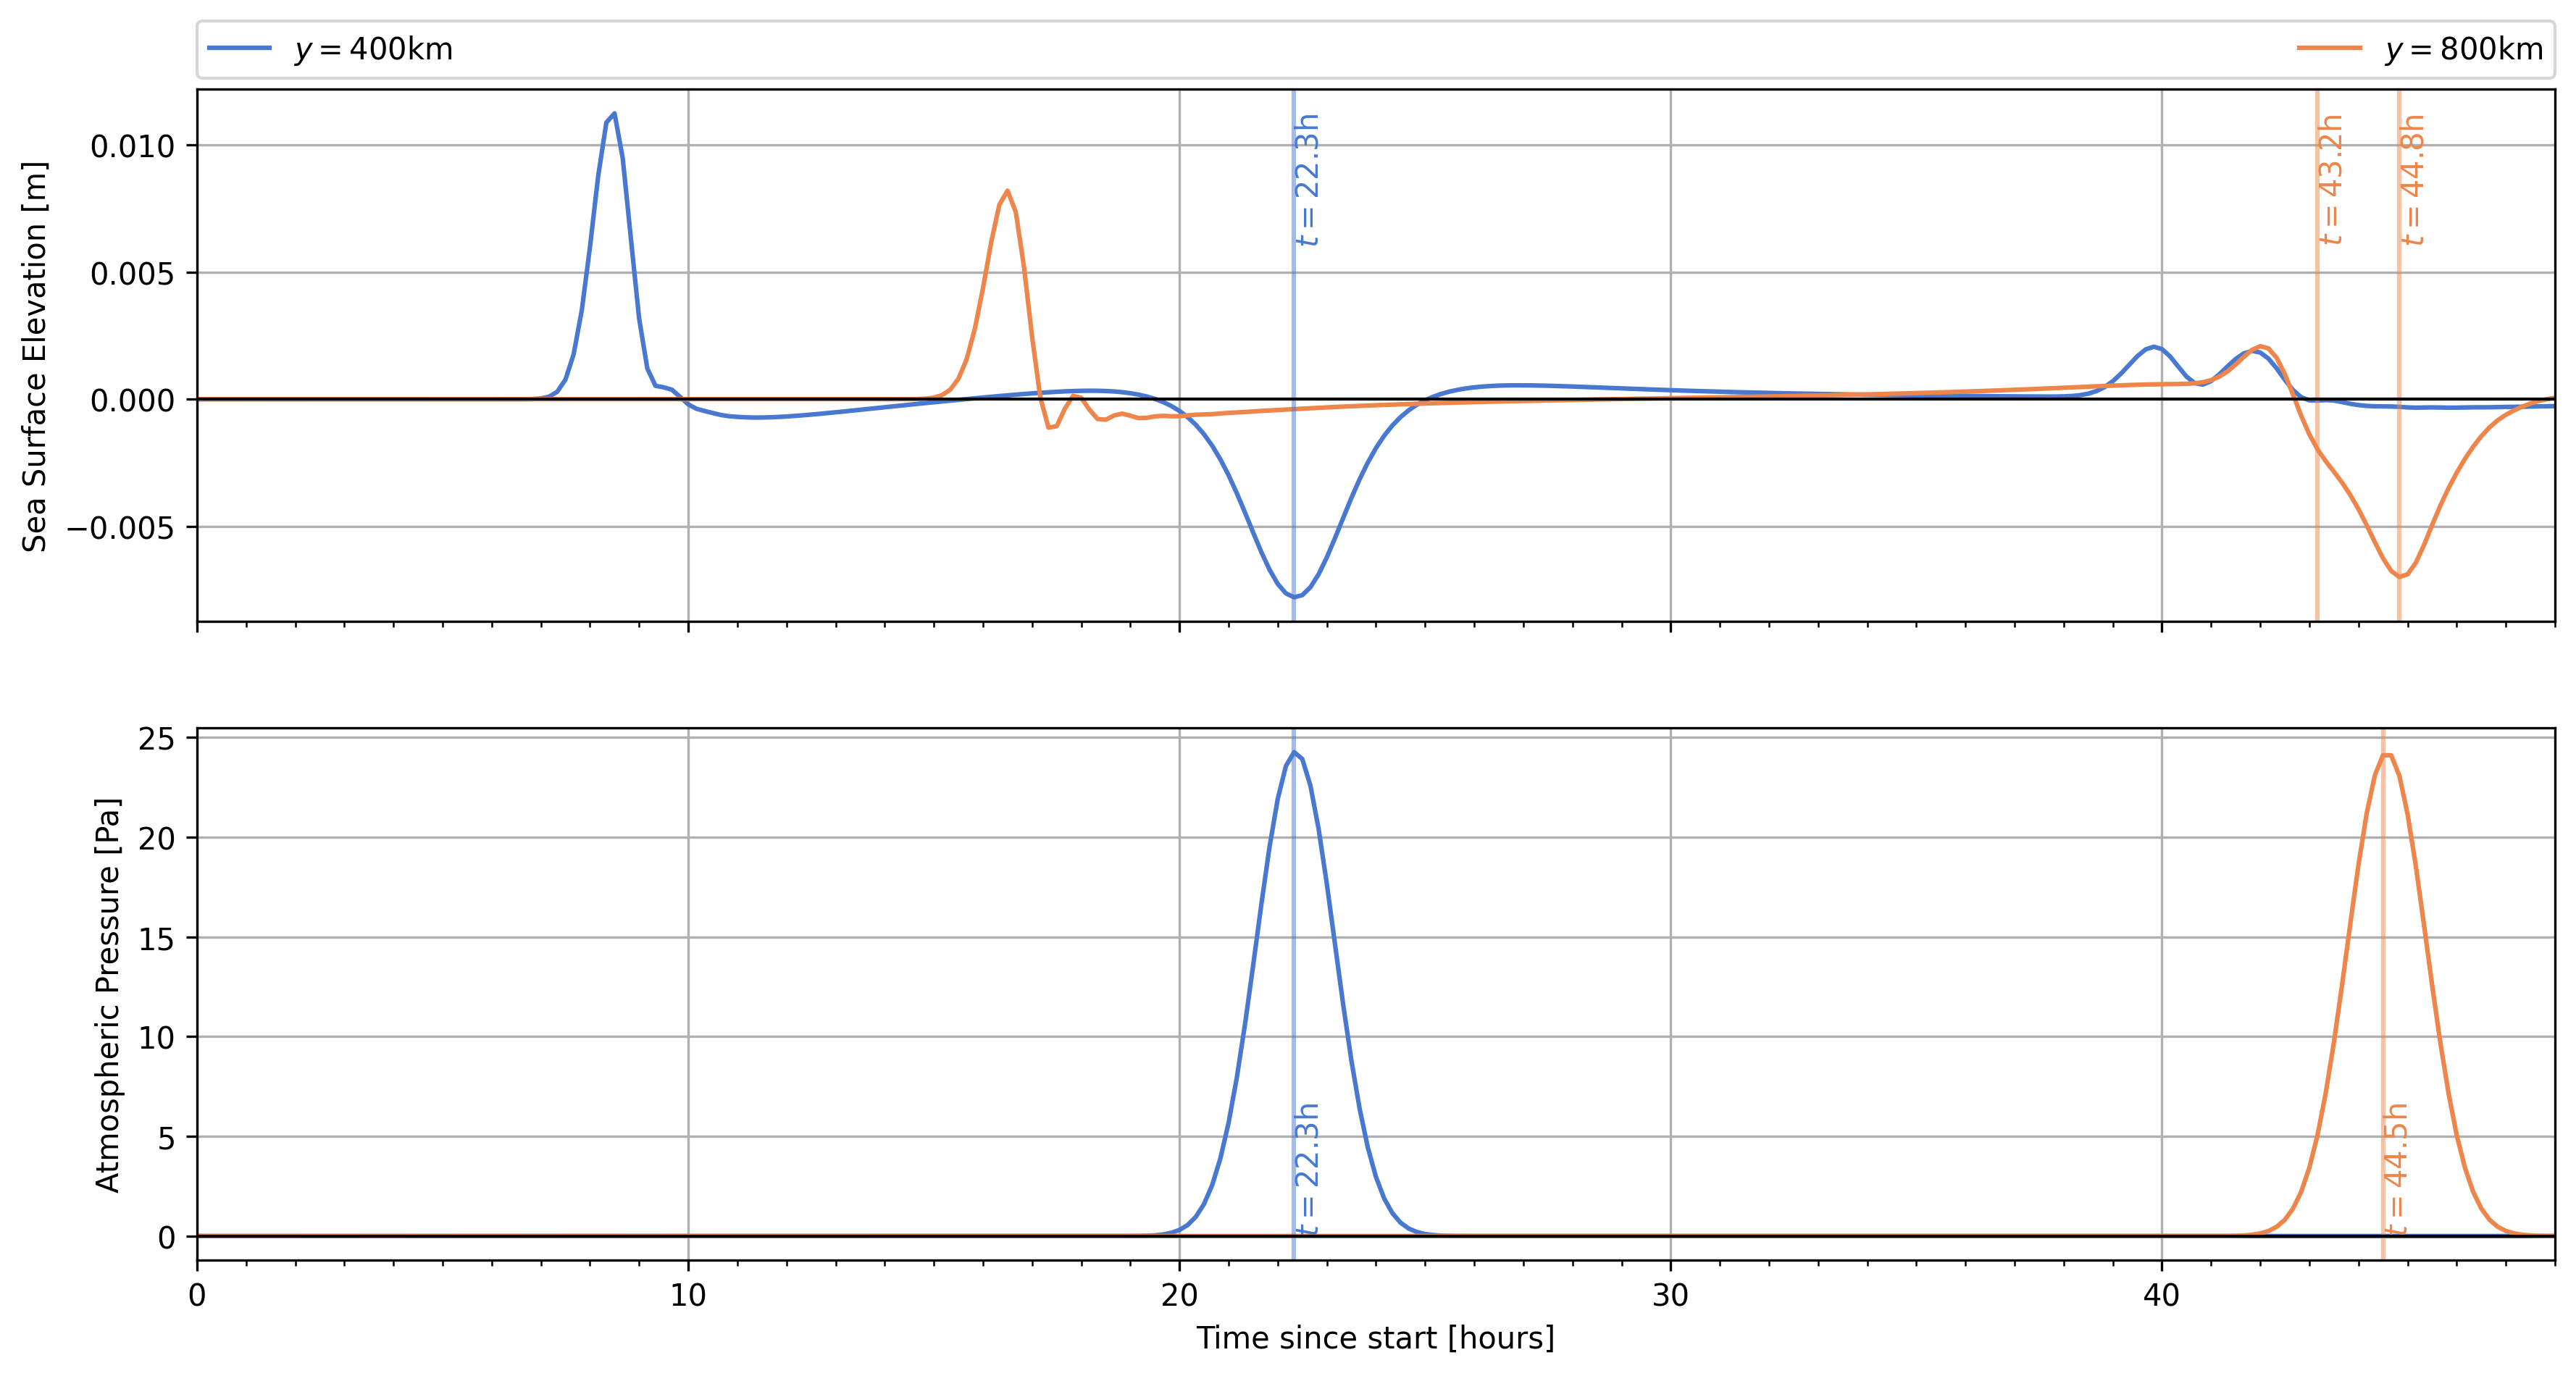 y = 400km
y = 800km
Sea Surface Elevation [m]
0.010
0.005
0.000
−0.005
t = 22.3h
t = 43.2h
t = 44.8h
Atmospheric Pressure [Pa]
25
20
15
10
5
0
t = 22.3h
t = 44.5h
0 10 20 30 40
Time since start [hours]